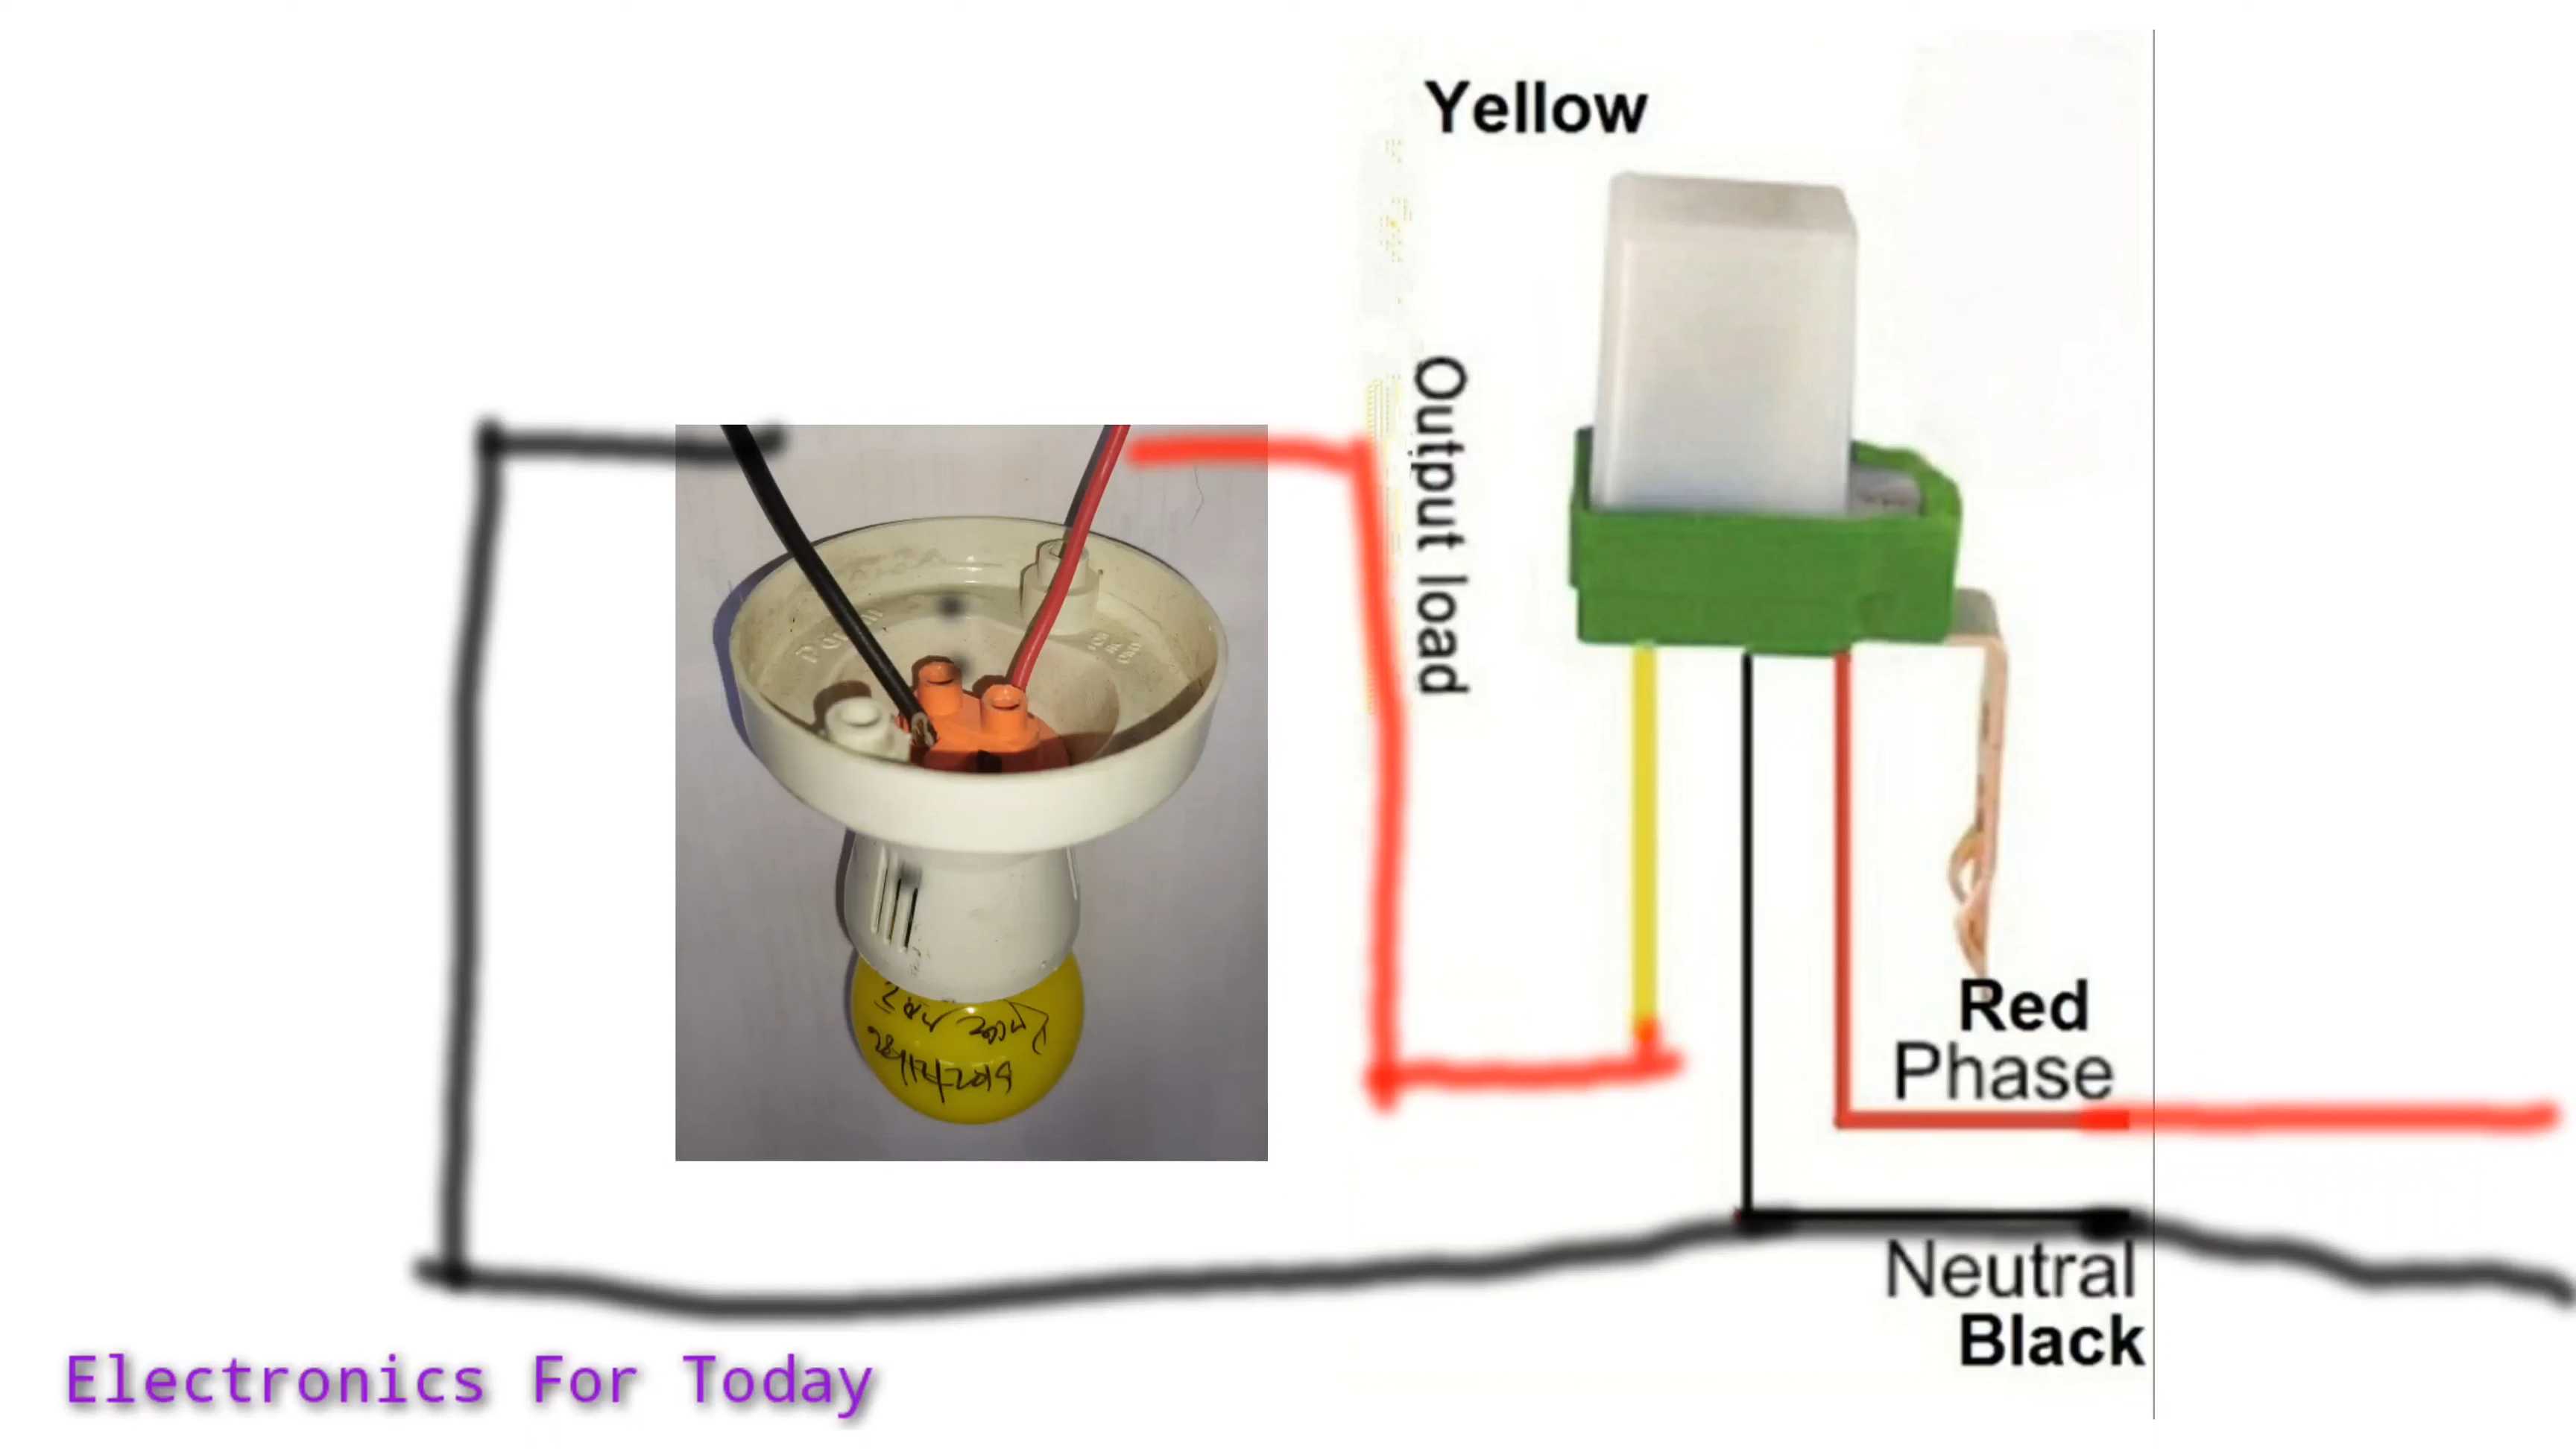 Yellow
Output load
Red
Phase
Neutral
Black
Electronics For Today